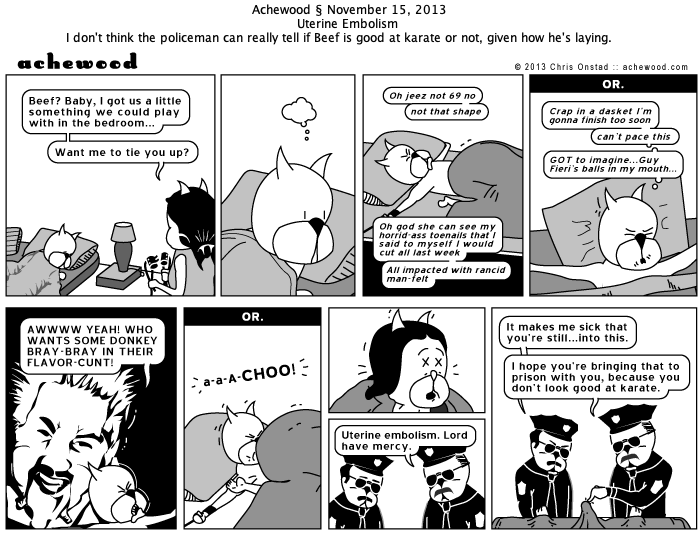 Achewood § November 15, 2013
Uterine Embolism
I don't think the policeman can really tell if Beef is good at karate or not, given how he's laying.
achewood
© 2013 Chris Onstad :: achewood.com
Beef? Baby, I got us a little
something we could play
with in the bedroom...
Want me to tie you up?
Oh jeez not 69 no
not that shape
Oh god she can see my
horrid-ass toenails that I
said to myself I would
cut all last week
All impacted with rancid
man-felt
OR.
Crap in a dasket I'm
gonna finish too soon
can't pace this
GOT to imagine...Guy
Fieri's balls in my mouth...
AWWWW YEAH! WHO
WANTS SOME DONKEY
BRAY-BRAY IN THEIR
FLAVOR-CUNT!
OR.
a-a-A-CHOO!
X X
Uterine embolism. Lord
have mercy.
It makes me sick that
you're still...into this.
I hope you're bringing that to
prison with you, because you
don't look good at karate.